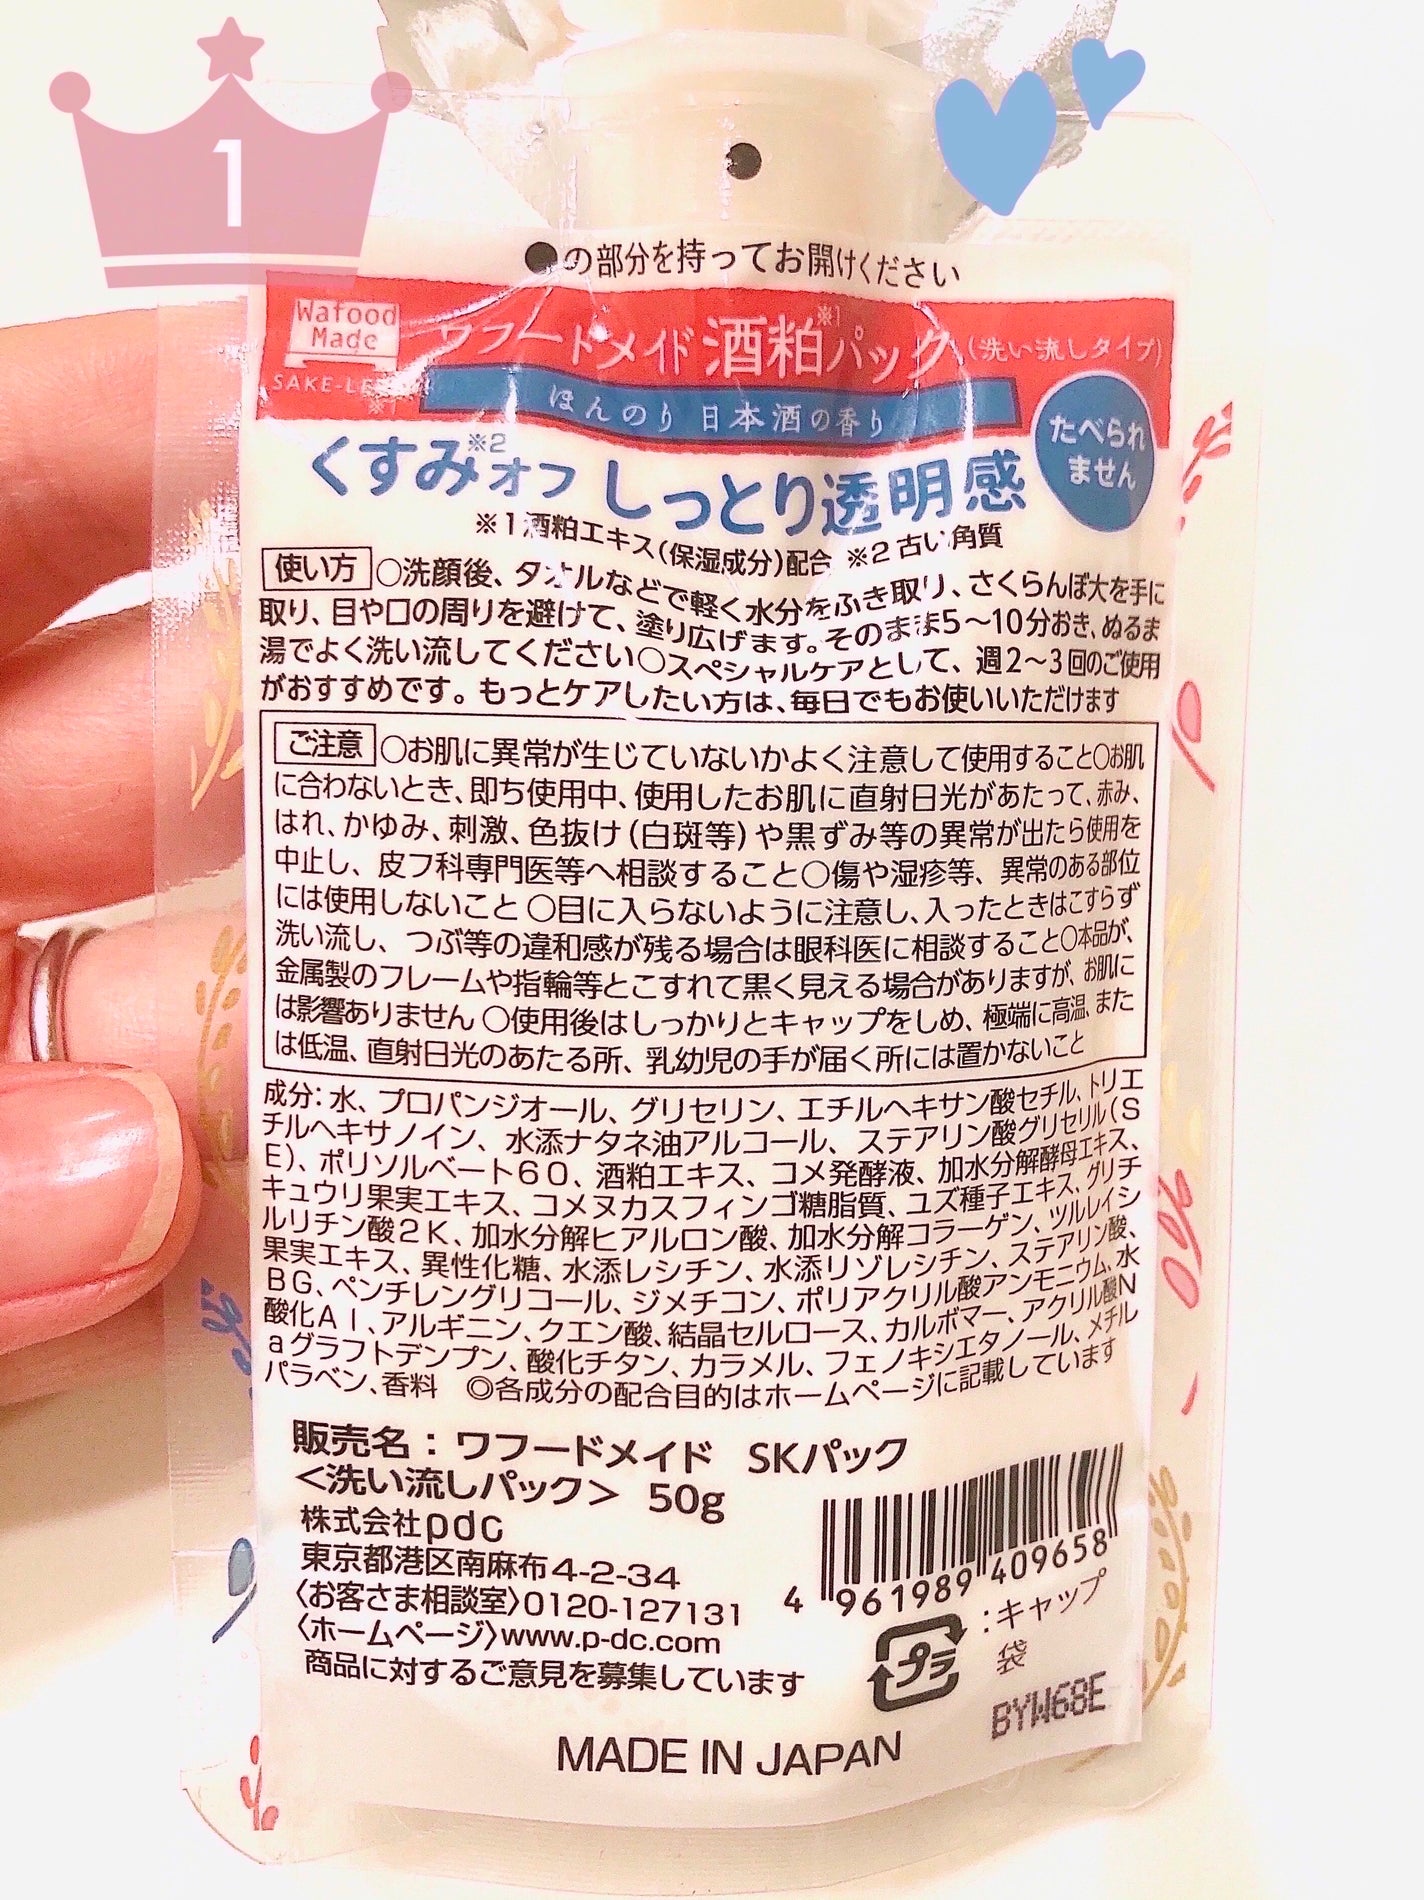 1
●の部分を持ってお開けください
Wafood
Made
SAKE-LE
※1
ワフードメイド 酒粕※1パック (洗い流しタイプ)
ほんのり 日本酒の香り
たべられ
ません
くすみ※2オフ しっとり透明感
※1酒粕エキス(保湿成分)配合 ※2古い角質
使い方 ○洗顔後、タオルなどで軽く水分をふき取り、さくらんぼ大を手に
取り、目や口の周りを避けて、塗り広げます。そのまま5〜10分おき、ぬるま
湯でよく洗い流してください○スペシャルケアとして、週2〜3回のご使用
がおすすめです。もっとケアしたい方は、毎日でもお使いいただけます
ご注意 ○お肌に異常が生じていないかよく注意して使用すること○お肌
に合わないとき、即ち使用中、使用したお肌に直射日光があたって、赤み、
はれ、かゆみ、刺激、色抜け(白斑等)や黒ずみ等の異常が出たら使用を
中止し、皮フ科専門医等へ相談すること○傷や湿疹等、異常のある部位
には使用しないこと○目に入らないように注意し、入ったときはこすらず
洗い流し、つぶ等の違和感が残る場合は眼科医に相談すること○本品が、
金属製のフレームや指輪等とこすれて黒く見える場合がありますが、お肌に
は影響ありません○使用後はしっかりとキャップをしめ、極端に高温、また
は低温、直射日光のあたる所、乳幼児の手が届く所には置かないこと
成分：水、プロパンジオール、グリセリン、エチルヘキサン酸セチル、トリエ
チルヘキサノイン、水添ナタネ油アルコール、ステアリン酸グリセリル(S
E)、ポリソルベート60、酒粕エキス、コメ発酵液、加水分解酵母エキス、
キュウリ果実エキス、コメヌカスフィンゴ糖脂質、ユズ種子エキス、グリチ
ルリチン酸2K、加水分解ヒアルロン酸、加水分解コラーゲン、ツルレイシ
果実エキス、異性化糖、水添レシチン、水添リゾレシチン、ステアリン酸、
BG、ペンチレングリコール、ジメチコン、ポリアクリル酸アンモニウム、水
酸化Al、アルギニン、クエン酸、結晶セルロース、カルボマー、アクリル酸N
aグラフトデンプン、酸化チタン、カラメル、フェノキシエタノール、メチル
パラベン、香料 ◎各成分の配合目的はホームページに記載しています
販売名：ワフードメイド SKパック
<洗い流しパック> 50g
株式会社pdc
東京都港区南麻布4-2-34
〈お客さま相談室〉0120-127131
〈ホームページ〉www.p-dc.com
商品に対するご意見を募集しています
4 961989 409658
プラ
：キャップ
袋
BYW68E
MADE IN JAPAN